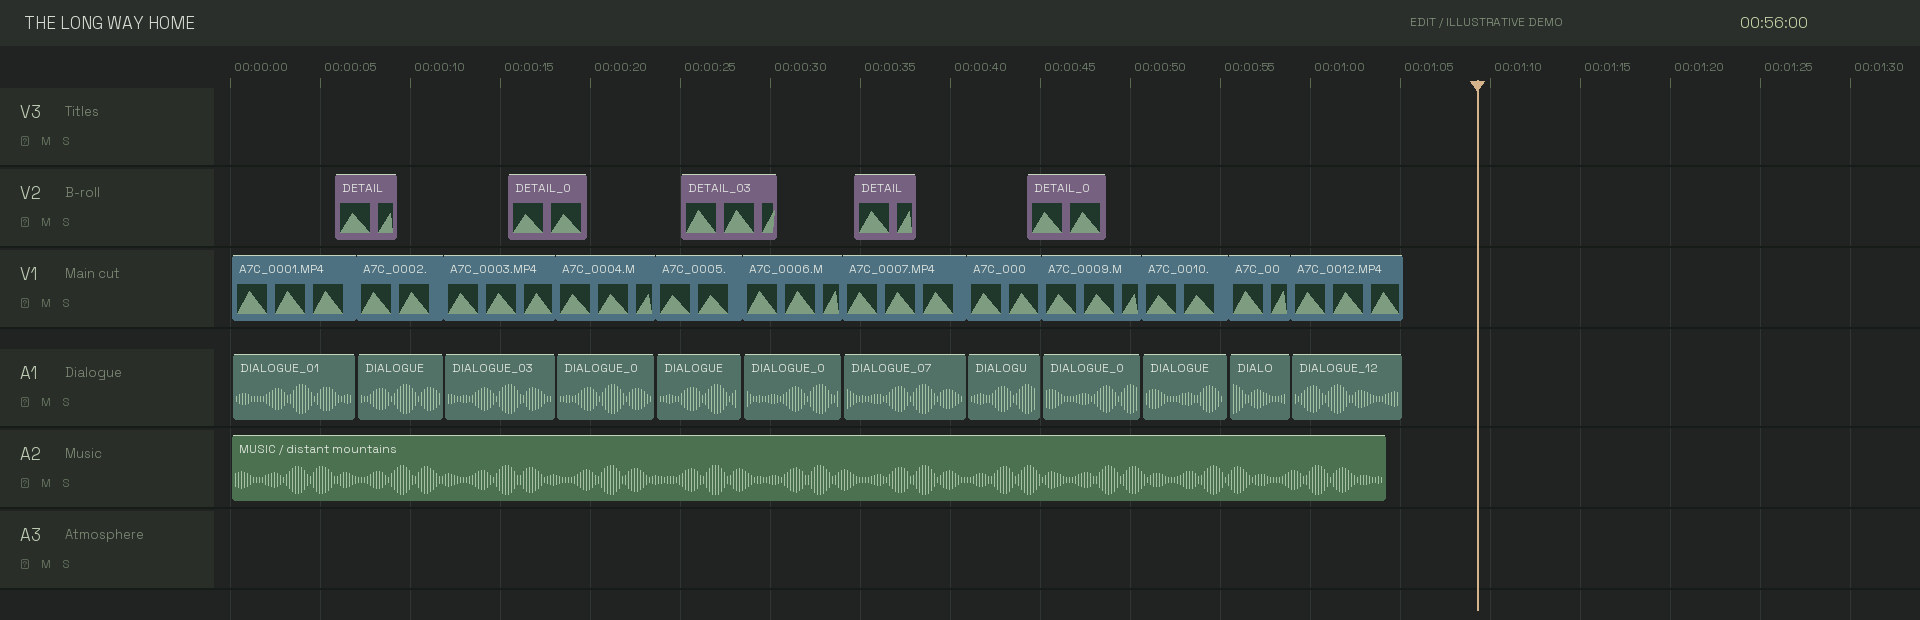 THE LONG WAY HOME
EDIT / ILLUSTRATIVE DEMO
00:56:00
00:00:00 00:00:05 00:00:10 00:00:15 00:00:20 00:00:25 00:00:30 00:00:35 00:00:40 00:00:45 00:00:50 00:00:55 00:01:00 00:01:05 00:01:10 00:01:15 00:01:20 00:01:25 00:01:30
V3 Titles
M S
V2 B-roll
M S
DETAIL DETAIL_0 DETAIL_03 DETAIL DETAIL_0
V1 Main cut
M S
A7C_0001.MP4 A7C_0002. A7C_0003.MP4 A7C_0004.M A7C_0005. A7C_0006.M A7C_0007.MP4 A7C_000 A7C_0009.M A7C_0010. A7C_00 A7C_0012.MP4
A1 Dialogue
M S
DIALOGUE_01 DIALOGUE DIALOGUE_03 DIALOGUE_0 DIALOGUE DIALOGUE_0 DIALOGUE_07 DIALOGU DIALOGUE_0 DIALOGUE DIALO DIALOGUE_12
A2 Music
M S
MUSIC / distant mountains
A3 Atmosphere
M S